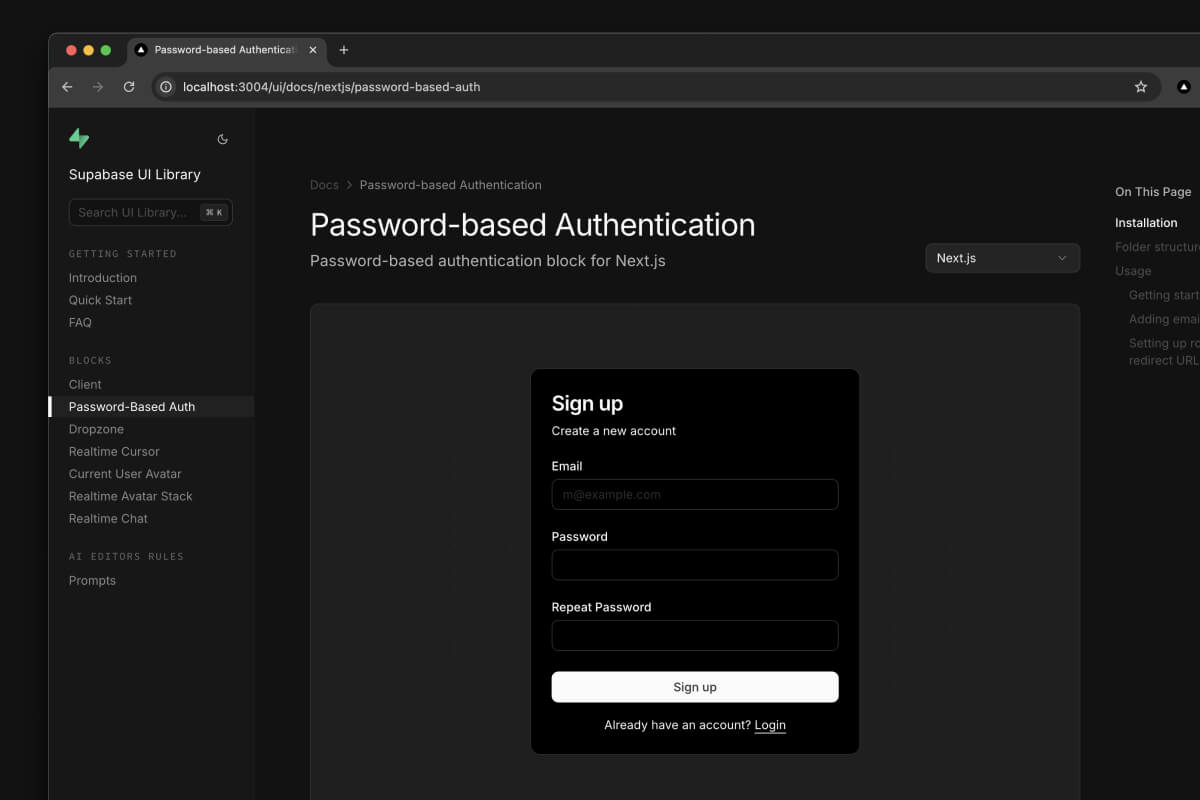 Password-based Authenticati
localhost:3004/ui/docs/nextjs/password-based-auth
Supabase UI Library
Search UI Library...
⌘ K
GETTING STARTED
Introduction
Quick Start
FAQ
BLOCKS
Client
Password-Based Auth
Dropzone
Realtime Cursor
Current User Avatar
Realtime Avatar Stack
Realtime Chat
AI EDITORS RULES
Prompts
Docs > Password-based Authentication
Password-based Authentication
Password-based authentication block for Next.js
Next.js
Sign up
Create a new account
Email
m@example.com
Password
Repeat Password
Sign up
Already have an account? Login
On This Page
Installation
Folder structur
Usage
Getting start
Adding emai
Setting up ro
redirect URL